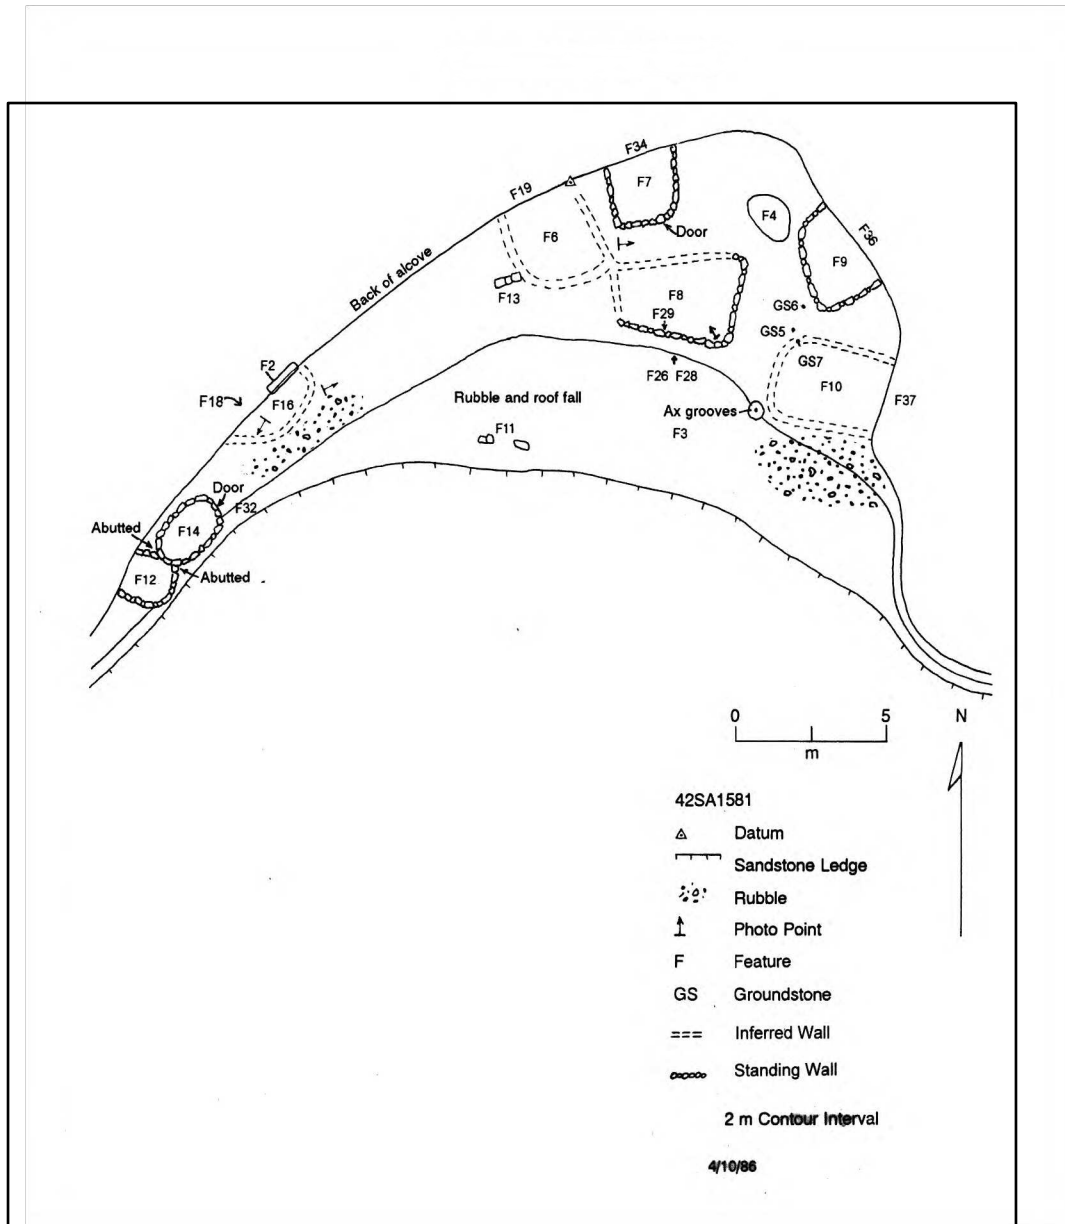 F34
F19
F7
F4
F36
Door
F6
F9
Back of alcove
F13
F8
GS6
F29
GS5
GS7
F2
F26 F28
F10
F18
F16
Rubble and roof fall
F37
Ax grooves
F11
F3
Door
F32
Abutted
F14
F12
Abutted
0 5 N
m
42SA1581
Datum
Sandstone Ledge
Rubble
Photo Point
F Feature
GS Groundstone
=== Inferred Wall
Standing Wall
2 m Contour Interval
4/10/86